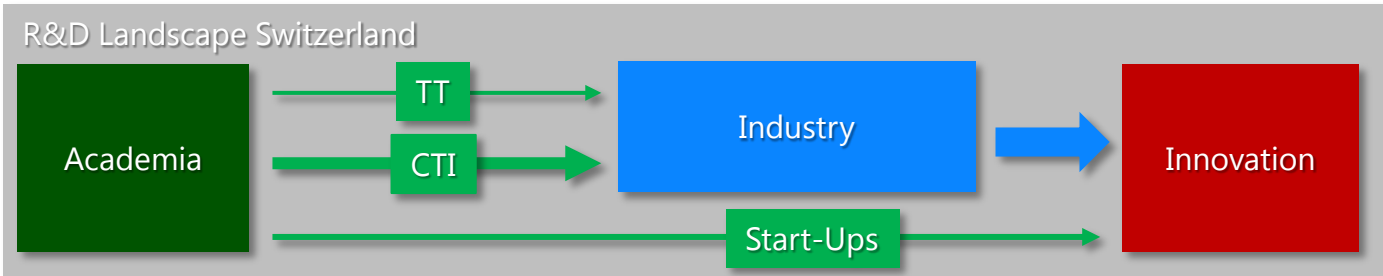 R&D Landscape Switzerland
Academia
TT
CTI
Industry
Start-Ups
Innovation